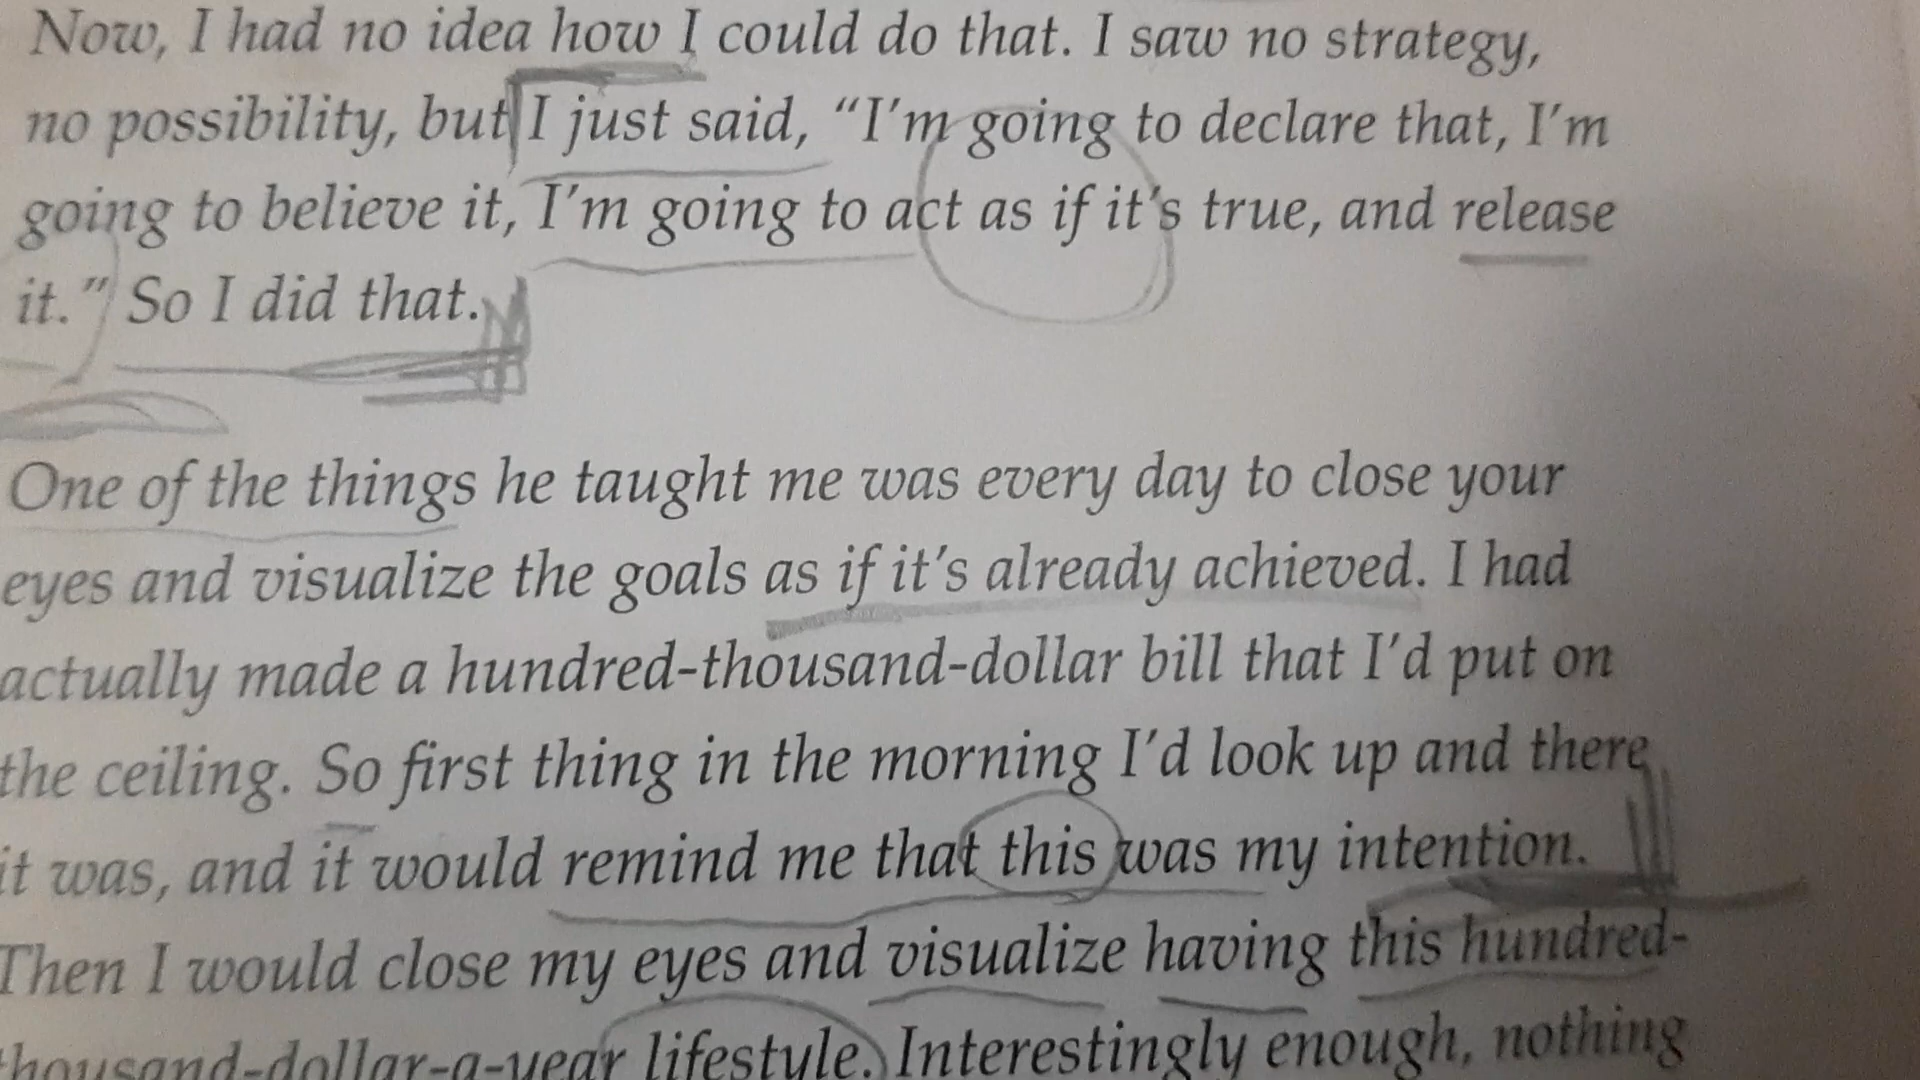 Now, I had no idea how I could do that. I saw no strategy,
no possibility, but I just said, “I’m going to declare that, I’m
going to believe it, I’m going to act as if it’s true, and release
it.” So I did that.
One of the things he taught me was every day to close your
eyes and visualize the goals as if it’s already achieved. I had
actually made a hundred-thousand-dollar bill that I’d put on
the ceiling. So first thing in the morning I’d look up and there
it was, and it would remind me that this was my intention.
Then I would close my eyes and visualize having this hundred-
thousand-dollar-a-year lifestyle. Interestingly enough, nothing